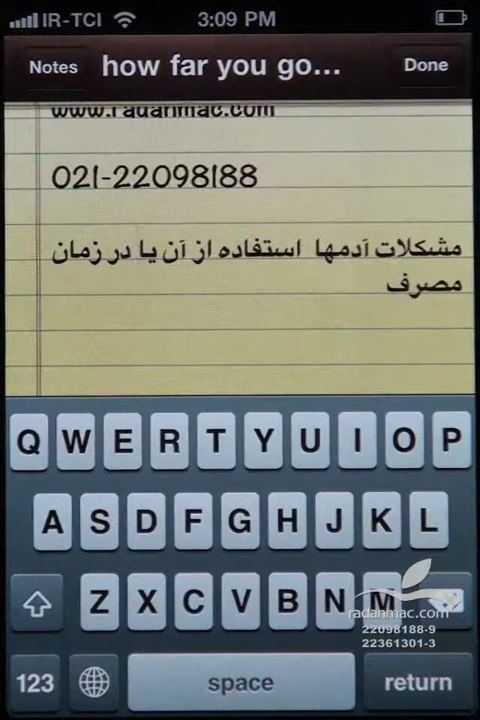 IR-TCI
3:09 PM
Notes
how far you go...
Done
www.radanmac.com
021-22098188
مشکلات آدمها استفاده از آن یا در زمان
مصرف
Q W E R T Y U I O P
A S D F G H J K L
Z X C V B N M
123
space
return
radanmac.com
22098188-9
22361301-3